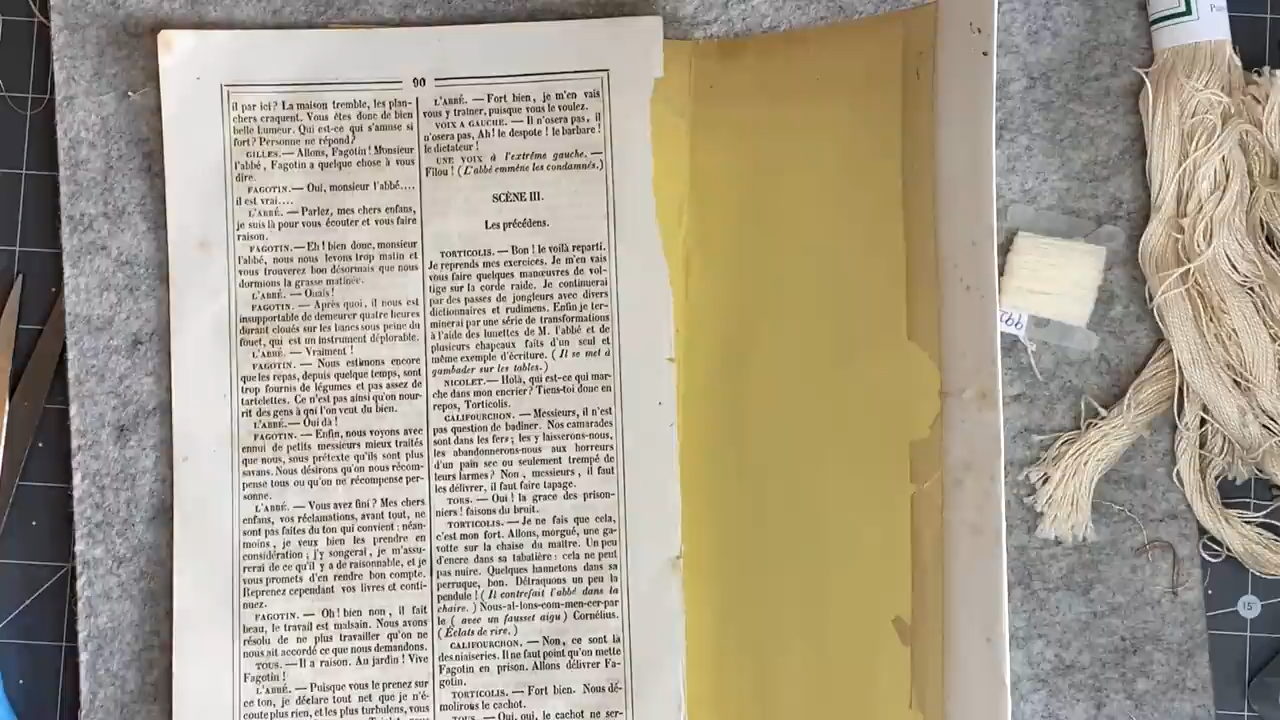 90
il par ici? La maison tremble, les plan-
chers craquent. Vous êtes donc de bien
belle humeur. Qui est-ce qui s'amuse si
fort? Personne ne répond?
GILLES.— Allons, Fagotin! Monsieur
l'abbé, Fagotin a quelque chose à vous
dire.
FAGOTIN.— Oui, monsieur l'abbé....
il est vrai....
L'ABBÉ. — Parlez, mes chers enfans,
je suis là pour vous écouter et vous faire
raison.
FAGOTIN.— Eh! bien donc, monsieur
l'abbé, nous nous levons trop matin et
vous trouverez bon désormais que nous
dormions la grasse matinée.
L'ABBÉ. — Ouais!
FAGOTIN. — Après quoi, il nous est
insupportable de demeurer quatre heures
durant cloués sur les bancs sous peine du
fouet, qui est un instrument déplorable.
L'ABBÉ. — Vraiment!
FAGOTIN. — Nous estimons encore
que les repas, depuis quelque temps, sont
trop fournis de légumes et pas assez de
tartelettes. Ce n'est pas ainsi qu'on nour-
rit des gens à qui l'on veut du bien.
L'ABBÉ.— Oui dà!
FAGOTIN. — Enfin, nous voyons avec
ennui de petits messieurs mieux traités
que nous, sous prétexte qu'ils sont plus
savans. Nous désirons qu'on nous récom-
pense tous ou qu'on ne récompense per-
sonne.
L'ABBÉ. — Vous avez fini? Mes chers
enfans, vos réclamations, avant tout, ne
sont pas faites du ton qui convient: néan-
moins, je veux bien les prendre en
considération; j'y songerai, je m'assu-
rerai de ce qu'il y a de raisonnable, et je
vous promets d'en rendre bon compte.
Reprenez cependant vos livres et conti-
nuez.
FAGOTIN. — Oh! bien non, il fait
beau, le travail est malsain. Nous avons
résolu de ne plus travailler qu'on ne
nous ait accordé ce que nous demandons.
TOUS. — Il a raison. Au jardin! Vive
Fagotin!
L'ABBÉ. — Puisque vous le prenez sur
ce ton, je déclare tout net que je n'é-
coute plus rien, et les plus turbulens, vous
L'ABBÉ. — Fort bien, je m'en vais
vous y traîner, puisque vous le voulez.
VOIX A GAUCHE. — Il n'osera pas, il
n'osera pas, Ah! le despote! le barbare!
le dictateur!
UNE VOIX à l'extrême gauche. —
Filou! (L'abbé emmène les condamnés.)
SCÈNE III.
Les précédens.
TORTICOLIS. — Bon! le voilà reparti.
Je reprends mes exercices. Je m'en vais
vous faire quelques manœuvres de vol-
tige sur la corde raide. Je continuerai
par des passes de jongleurs avec divers
dictionnaires et rudimens. Enfin je ter-
minerai par une série de transformations
à l'aide des lunettes de M. l'abbé et de
plusieurs chapeaux faits d'un seul et
même exemple d'écriture. (Il se met à
gambader sur les tables.)
NICOLET.— Holà, qui est-ce qui mar-
che dans mon encrier? Tiens-toi donc en
repos, Torticolis.
CALIFOURCHON. — Messieurs, il n'est
pas question de badiner. Nos camarades
sont dans les fers; les y laisserons-nous,
les abandonnerons-nous aux horreurs
d'un pain sec ou seulement trempé de
leurs larmes? Non, messieurs, il faut
les délivrer, il faut faire tapage.
TOUS. — Oui! la grace des prison-
niers! faisons du bruit.
TORTICOLIS. — Je ne fais que cela,
c'est mon fort. Allons, morgué, une ga-
votte sur la chaise du maître. Un peu
d'encre dans sa tabatière: cela ne peut
pas nuire. Quelques hannetons dans sa
perruque, bon. Détraquons un peu la
pendule! (Il contrefait l'abbé dans la
chaire.) Nous-al-lons-com-men-cer-par
le (avec un fausset aigu) Cornélius.
(Éclats de rire.)
CALIFOURCHON. — Non, ce sont là
des niaiseries. Il ne faut point qu'on mette
Fagotin en prison. Allons délivrer Fa-
gotin.
TORTICOLIS. — Fort bien. Nous dé-
molirons le cachot.
TOUS. — Oui, oui, le cachot ne ser-
992
15°